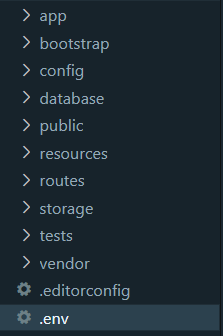 app
bootstrap
config
database
public
resources
routes
storage
tests
vendor
.editorconfig
.env